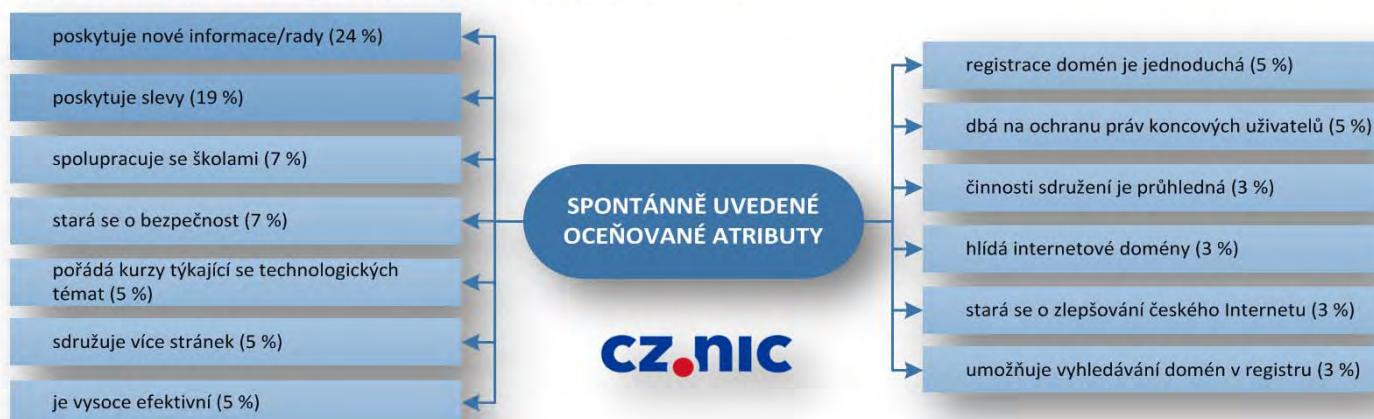 poskytuje nové informace/rady (24 %)
poskytuje slevy (19 %)
spolupracuje se školami (7 %)
stará se o bezpečnost (7 %)
pořádá kurzy týkající se technologických
témat (5 %)
sdružuje více stránek (5 %)
je vysoce efektivní (5 %)
SPONTÁNNĚ UVEDENÉ
OCEŇOVANÉ ATRIBUTY
cz.nic
registrace domén je jednoduchá (5 %)
dbá na ochranu práv koncových uživatelů (5 %)
činnosti sdružení je průhledná (3 %)
hlídá internetové domény (3 %)
stará se o zlepšování českého Internetu (3 %)
umožňuje vyhledávání domén v registru (3 %)